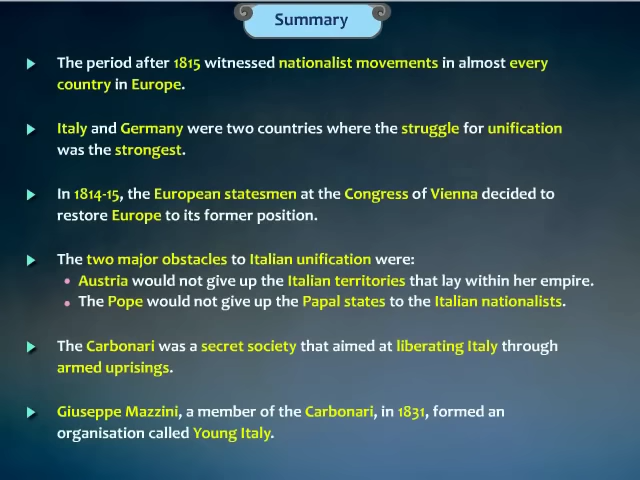 Summary
The period after 1815 witnessed nationalist movements in almost every
country in Europe.
Italy and Germany were two countries where the struggle for unification
was the strongest.
In 1814-15, the European statesmen at the Congress of Vienna decided to
restore Europe to its former position.
The two major obstacles to Italian unification were:
• Austria would not give up the Italian territories that lay within her empire.
• The Pope would not give up the Papal states to the Italian nationalists.
The Carbonari was a secret society that aimed at liberating Italy through
armed uprisings.
Giuseppe Mazzini, a member of the Carbonari, in 1831, formed an
organisation called Young Italy.